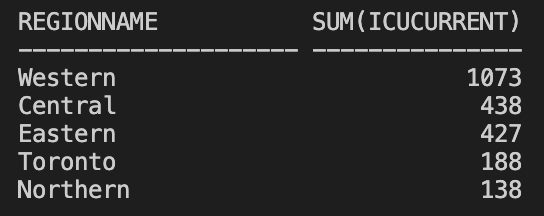 REGIONNAME SUM(ICUCURRENT)
-------------------- ---------------
Western 1073
Central 438
Eastern 427
Toronto 188
Northern 138